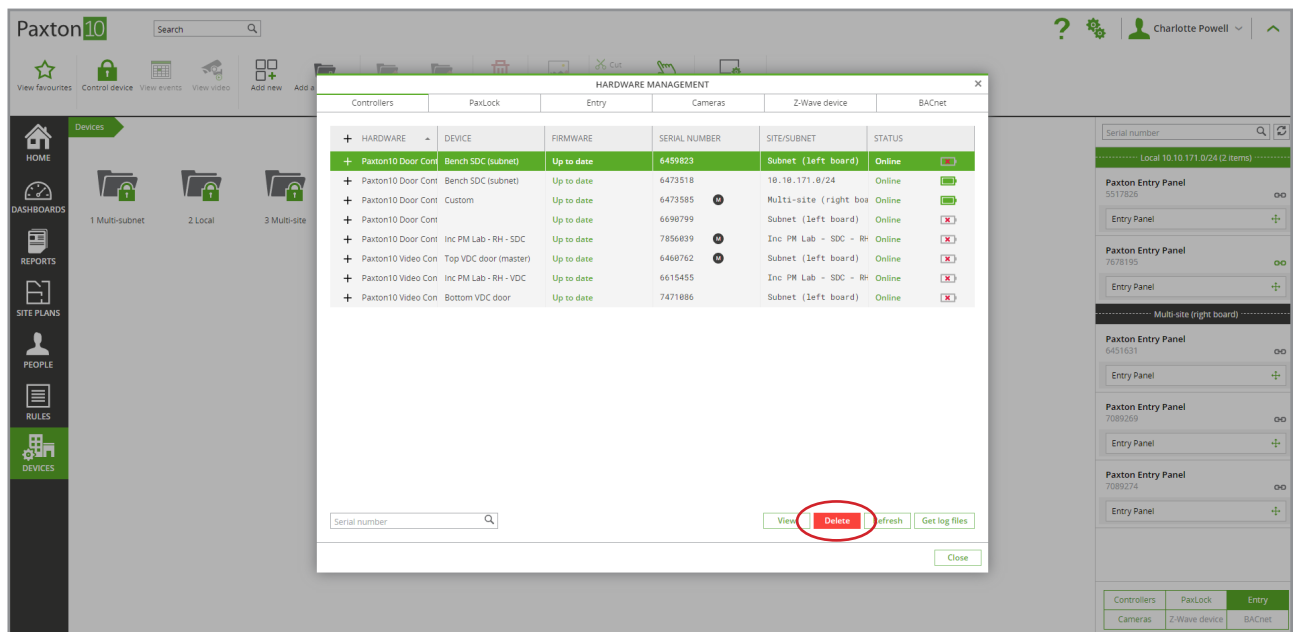 Paxton10
Search
?
Charlotte Powell
View favourites
Control device
View events
View video
Add new
Add a
Cut
HARDWARE MANAGEMENT
Controllers PaxLock Entry Cameras Z-Wave device BACnet
+ HARDWARE DEVICE FIRMWARE SERIAL NUMBER SITE/SUBNET STATUS
+ Paxton10 Door Cont Bench SDC (subnet) Up to date 6459823 Subnet (left board) Online
+ Paxton10 Door Cont Bench SDC (subnet) Up to date 6473518 10.10.171.0/24 Online
+ Paxton10 Door Cont Custom Up to date 6473585 M Multi-site (right boa Online
+ Paxton10 Door Cont Up to date 6690799 Subnet (left board) Online
+ Paxton10 Door Cont Inc PM Lab - RH - SDC Up to date 7856039 M Inc PM Lab - SDC - RH Online
+ Paxton10 Video Con Top VDC door (master) Up to date 6460762 M Subnet (left board) Online
+ Paxton10 Video Con Inc PM Lab - RH - VDC Up to date 6615455 Inc PM Lab - SDC - RH Online
+ Paxton10 Video Con Bottom VDC door Up to date 7471086 Subnet (left board) Online
Serial number
View Delete Refresh Get log files
Close
HOME
DASHBOARDS
REPORTS
SITE PLANS
PEOPLE
RULES
DEVICES
Devices
1 Multi-subnet
2 Local
3 Multi-site
Serial number
Local 10.10.171.0/24 (2 items)
Paxton Entry Panel
5517826
Entry Panel
Paxton Entry Panel
7678195
Entry Panel
Multi-site (right board)
Paxton Entry Panel
6451631
Entry Panel
Paxton Entry Panel
7089269
Entry Panel
Paxton Entry Panel
7089274
Entry Panel
Controllers PaxLock Entry
Cameras Z-Wave device BACnet